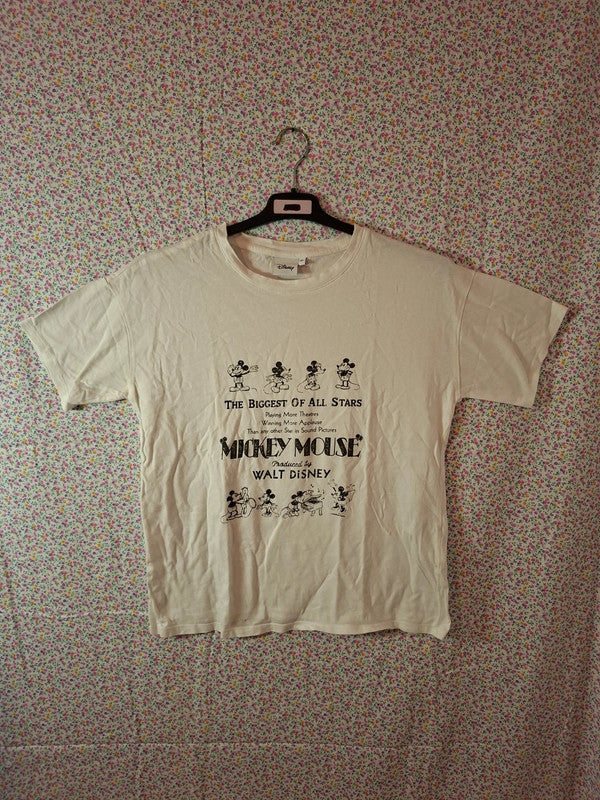 Disney
The Biggest Of All Stars
Playing More Theatres
Winning More Applause
Than any other Star in Sound Pictures
"MICKEY MOUSE"
Produced by
WALT DISNEY